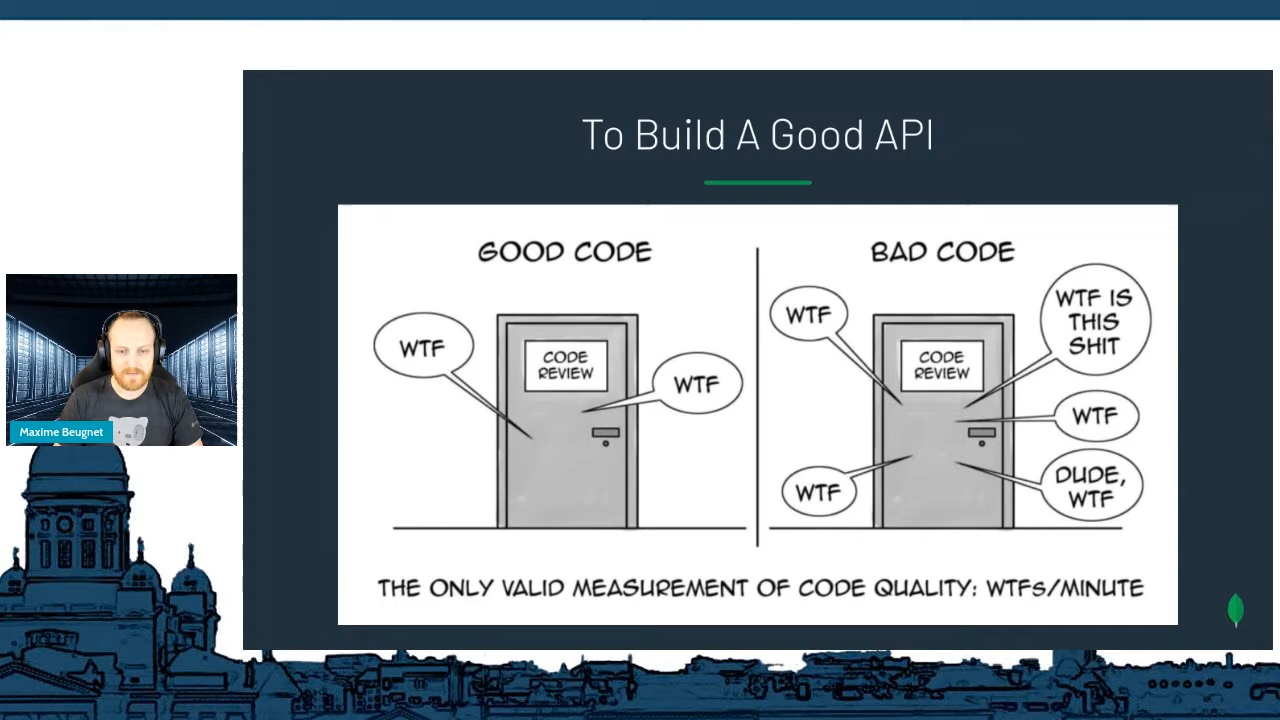 To Build A Good API
GOOD CODE
WTF
CODE
REVIEW
WTF
BAD CODE
WTF
CODE
REVIEW
WTF IS
THIS
SHIT
WTF
WTF
DUDE,
WTF
THE ONLY VALID MEASUREMENT OF CODE QUALITY: WTFs/MINUTE
Maxime Beugnet